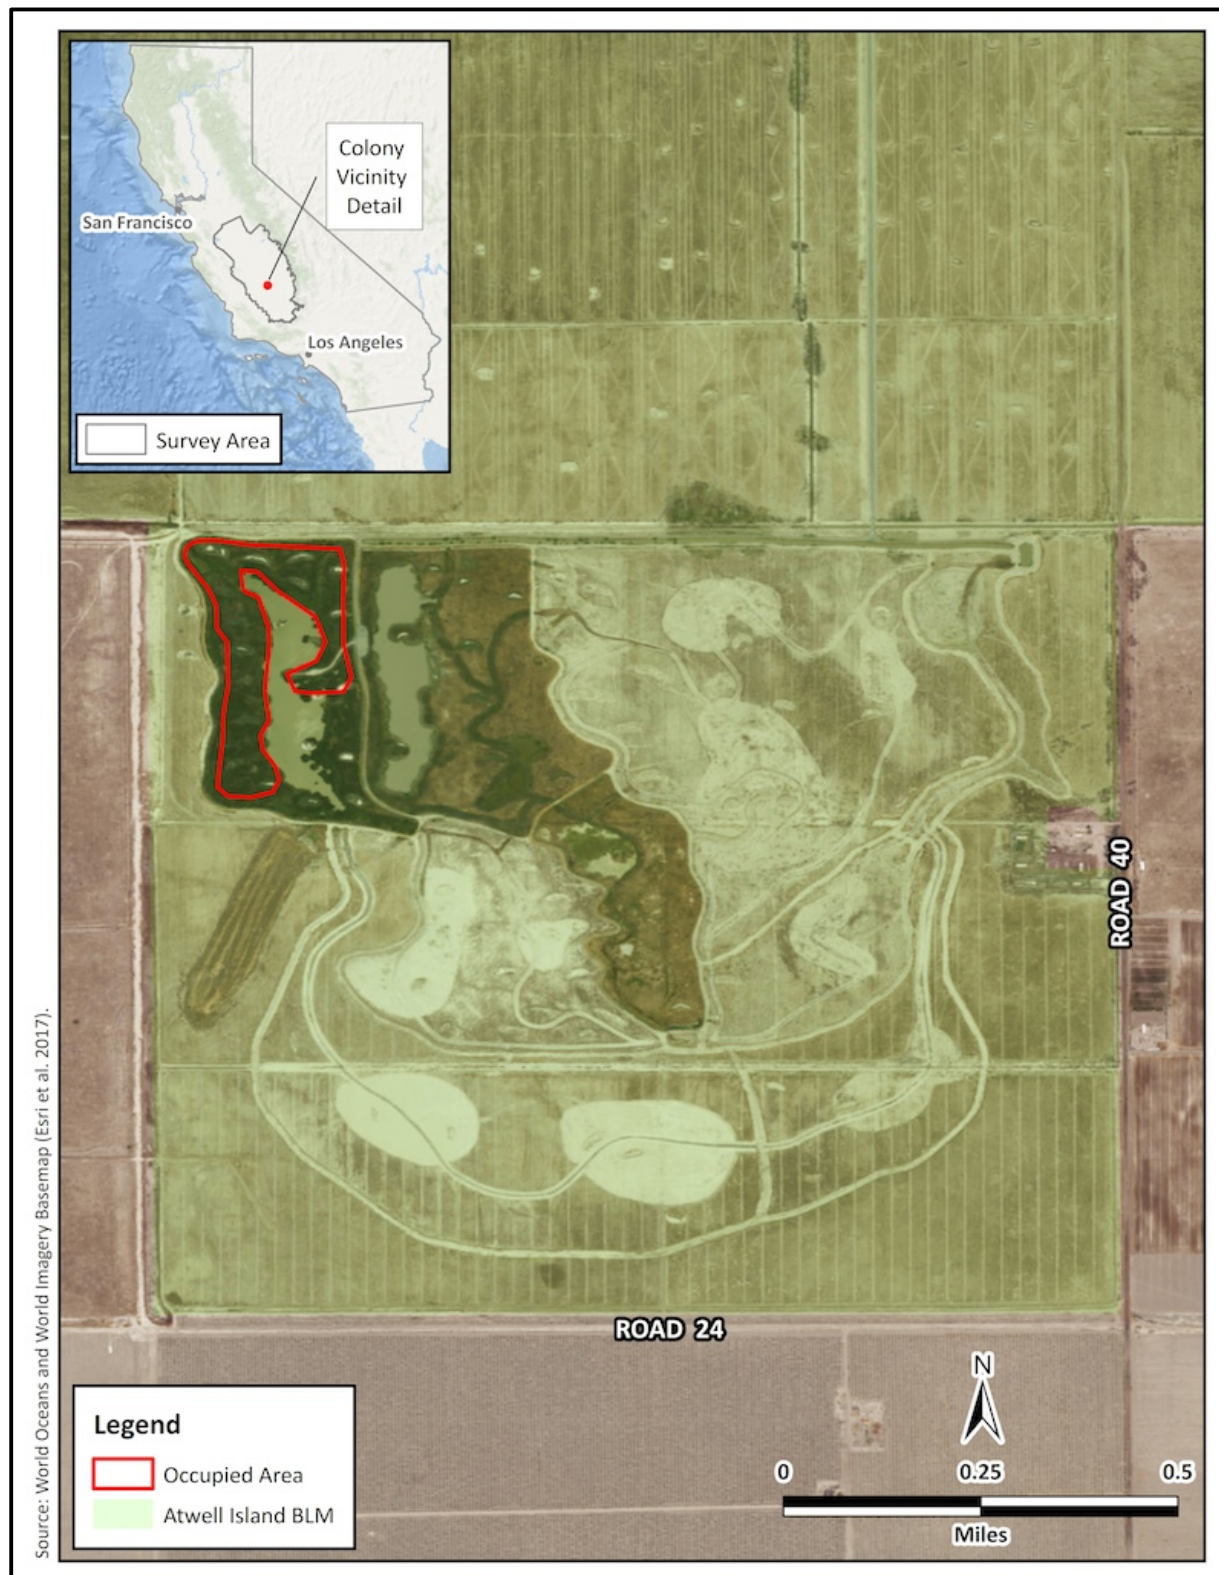 Colony
Vicinity
Detail
San Francisco
Los Angeles
Survey Area
ROAD 40
ROAD 24
Source: World Oceans and World Imagery Basemap (Esri et al. 2017).
Legend
Occupied Area
Atwell Island BLM
N
0 0.25 0.5
Miles